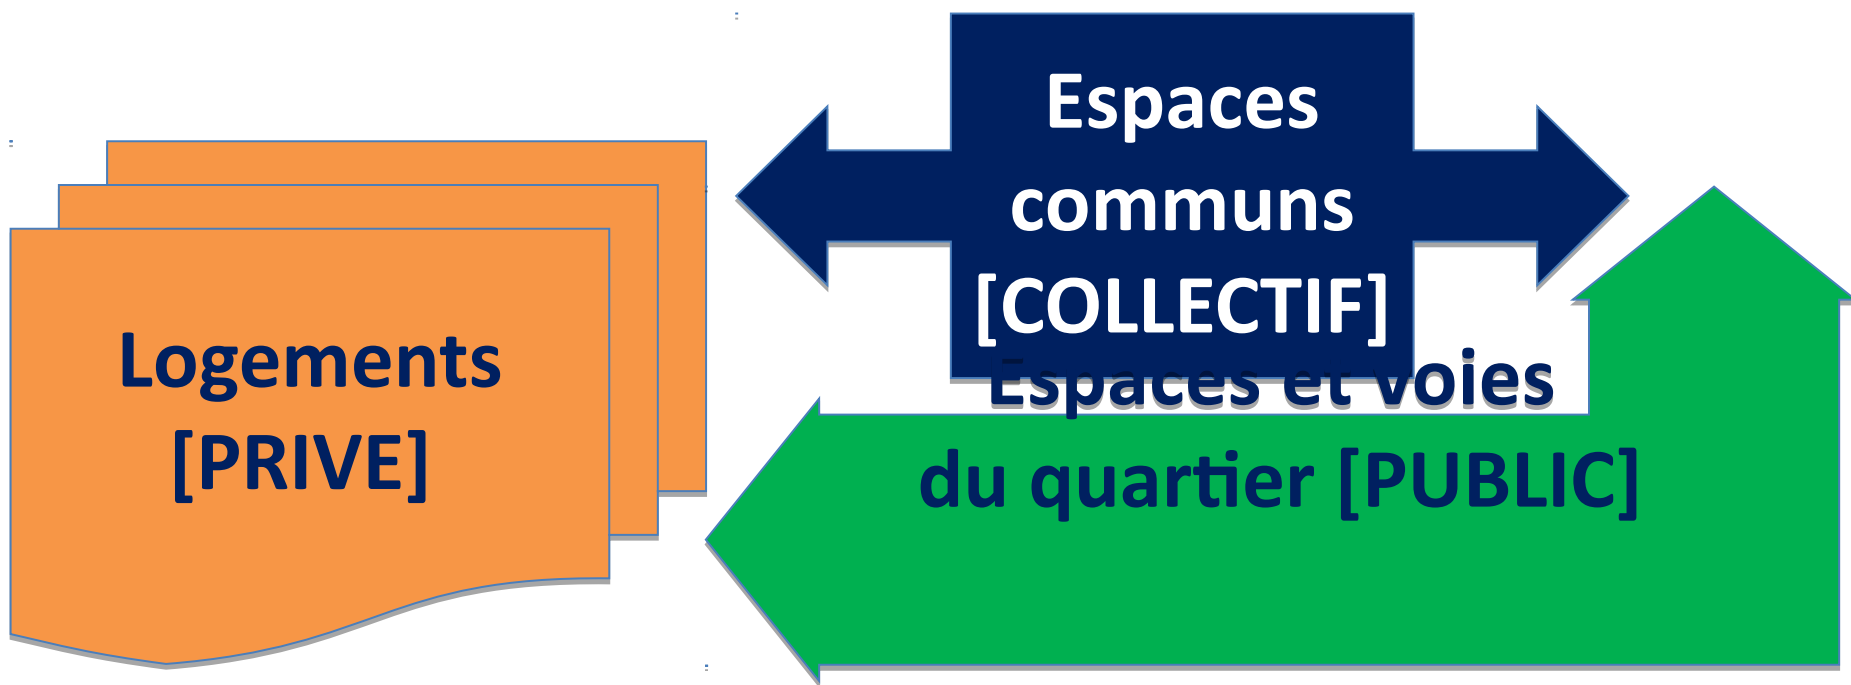 Espaces
communs
[COLLECTIF]
Logements
[PRIVE]
Espaces et voies
du quartier [PUBLIC]